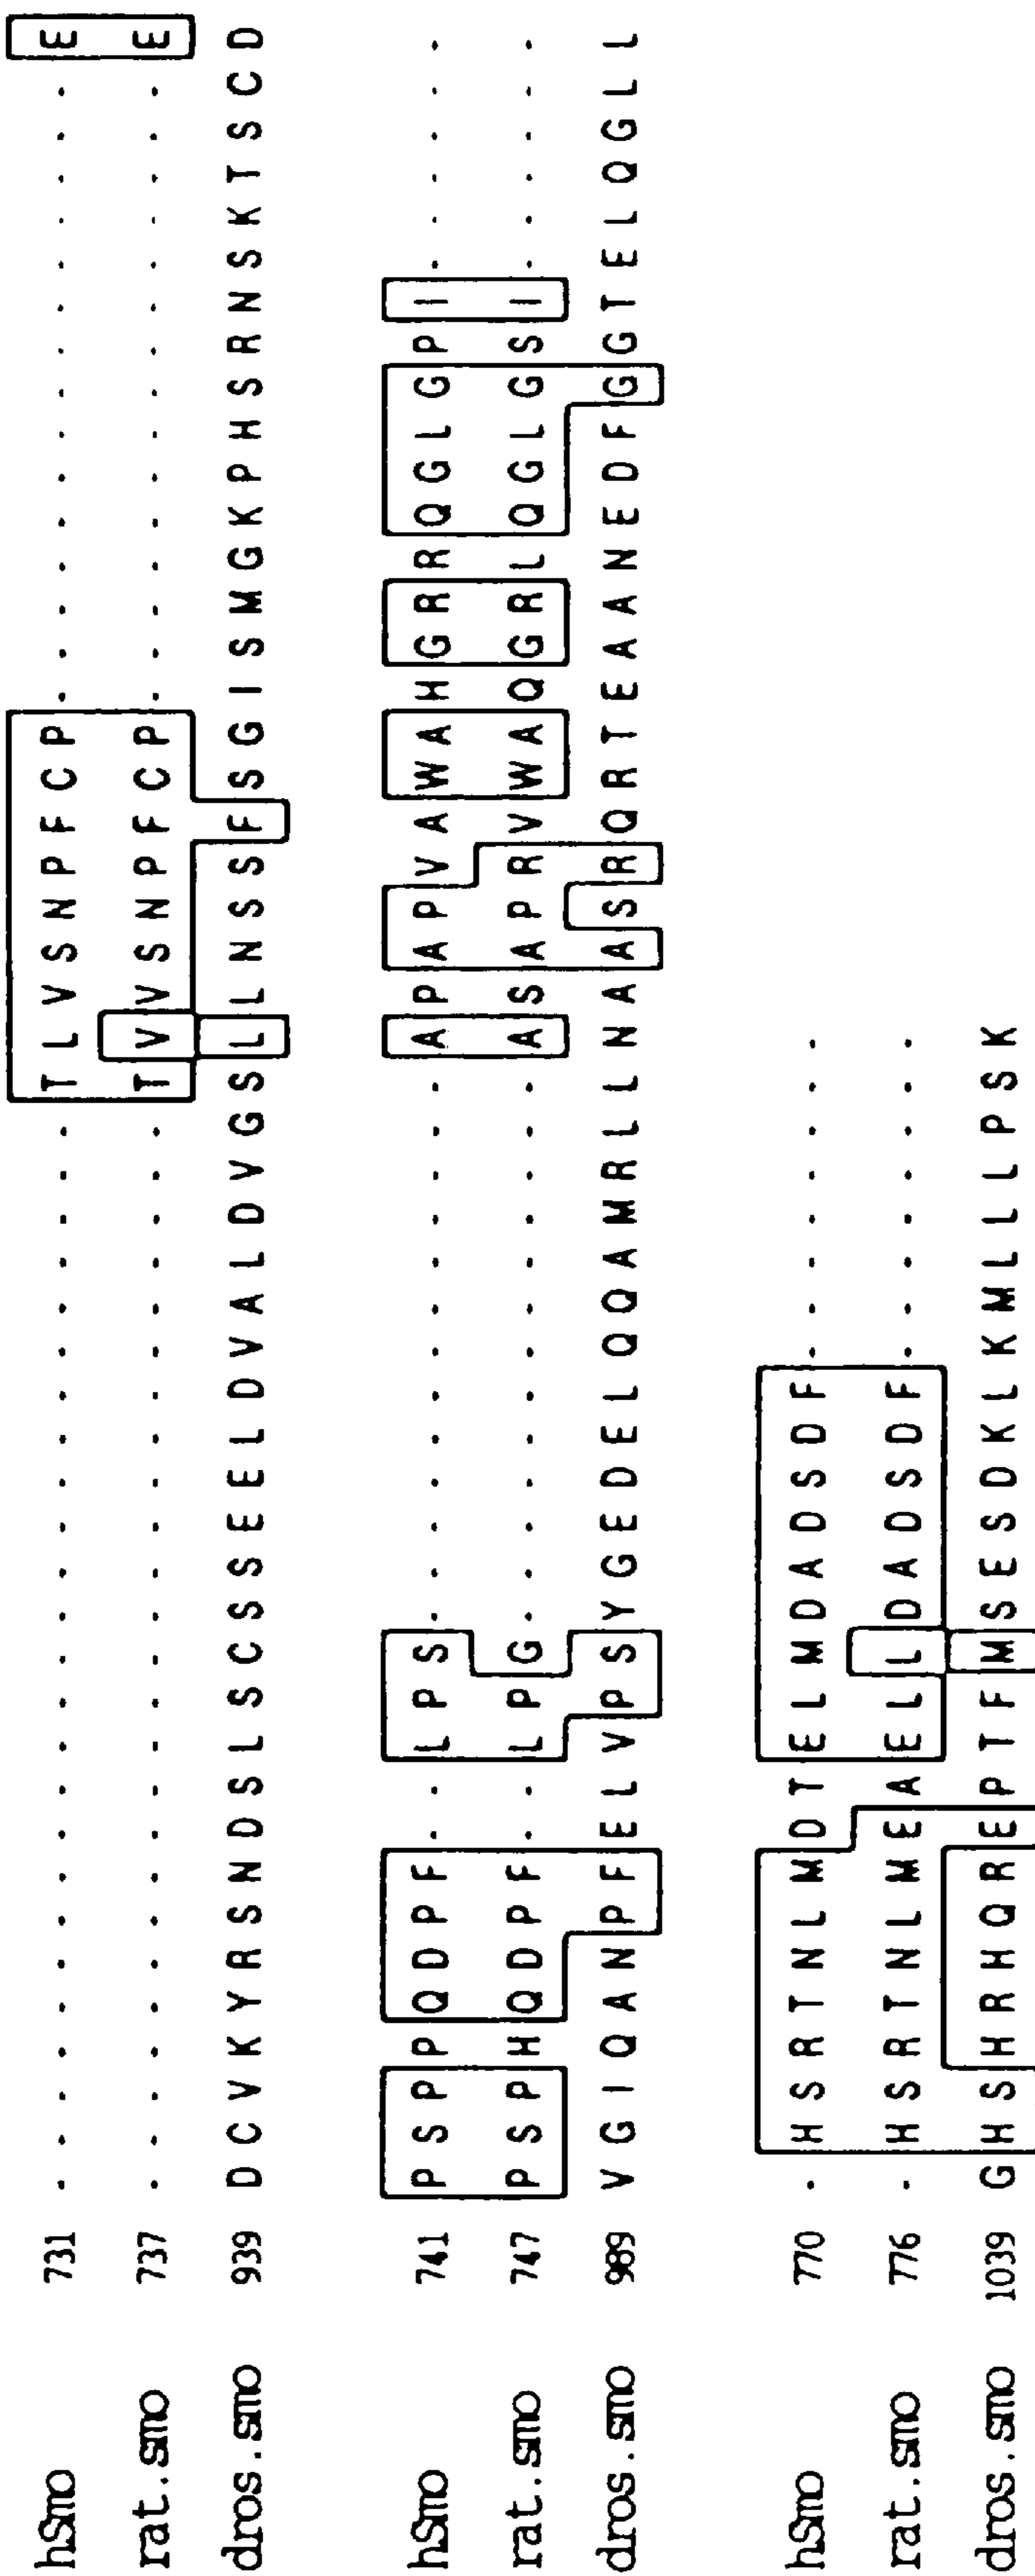 hSmo 731 . . . . . . . . . . . . . . . . . . . . . . . . . T L V S N P F C P . . . . . . . . . . . . . . . E
rat.smo 737 . . . . . . . . . . . . . . . . . . . . . . . . . T V V S N P F C P . . . . . . . . . . . . . . . E
dros.smo 939 D C V K Y R S N D S L S C S S E E L D V A L D V G S L L N S S F S G I S M G K P H S R N S K T S C D
hSmo 741 P S P P Q D P F . . L P S . . . . . . . . . . . . . A P A P V A W A H G R R Q G L G P I . . . . . .
rat.smo 747 P S P H Q D P F . . L P G . . . . . . . . . . . . . A S A P R V W A Q G R L Q G L G S I . . . . . .
dros.smo 989 V G I Q A N P F E L V P S Y G E D E L Q Q A M R L L N A A S R Q R T E A A N E D F G G T E L Q G L L
hSmo 770 . H S R T N L M D T E L M D A D S D F . . . . . . . .
rat.smo 776 . H S R T N L M E A E L L D A D S D F . . . . . . . .
dros.smo 1039 G H S H R H Q R E P T F M S E S D K L K M L L L P S K